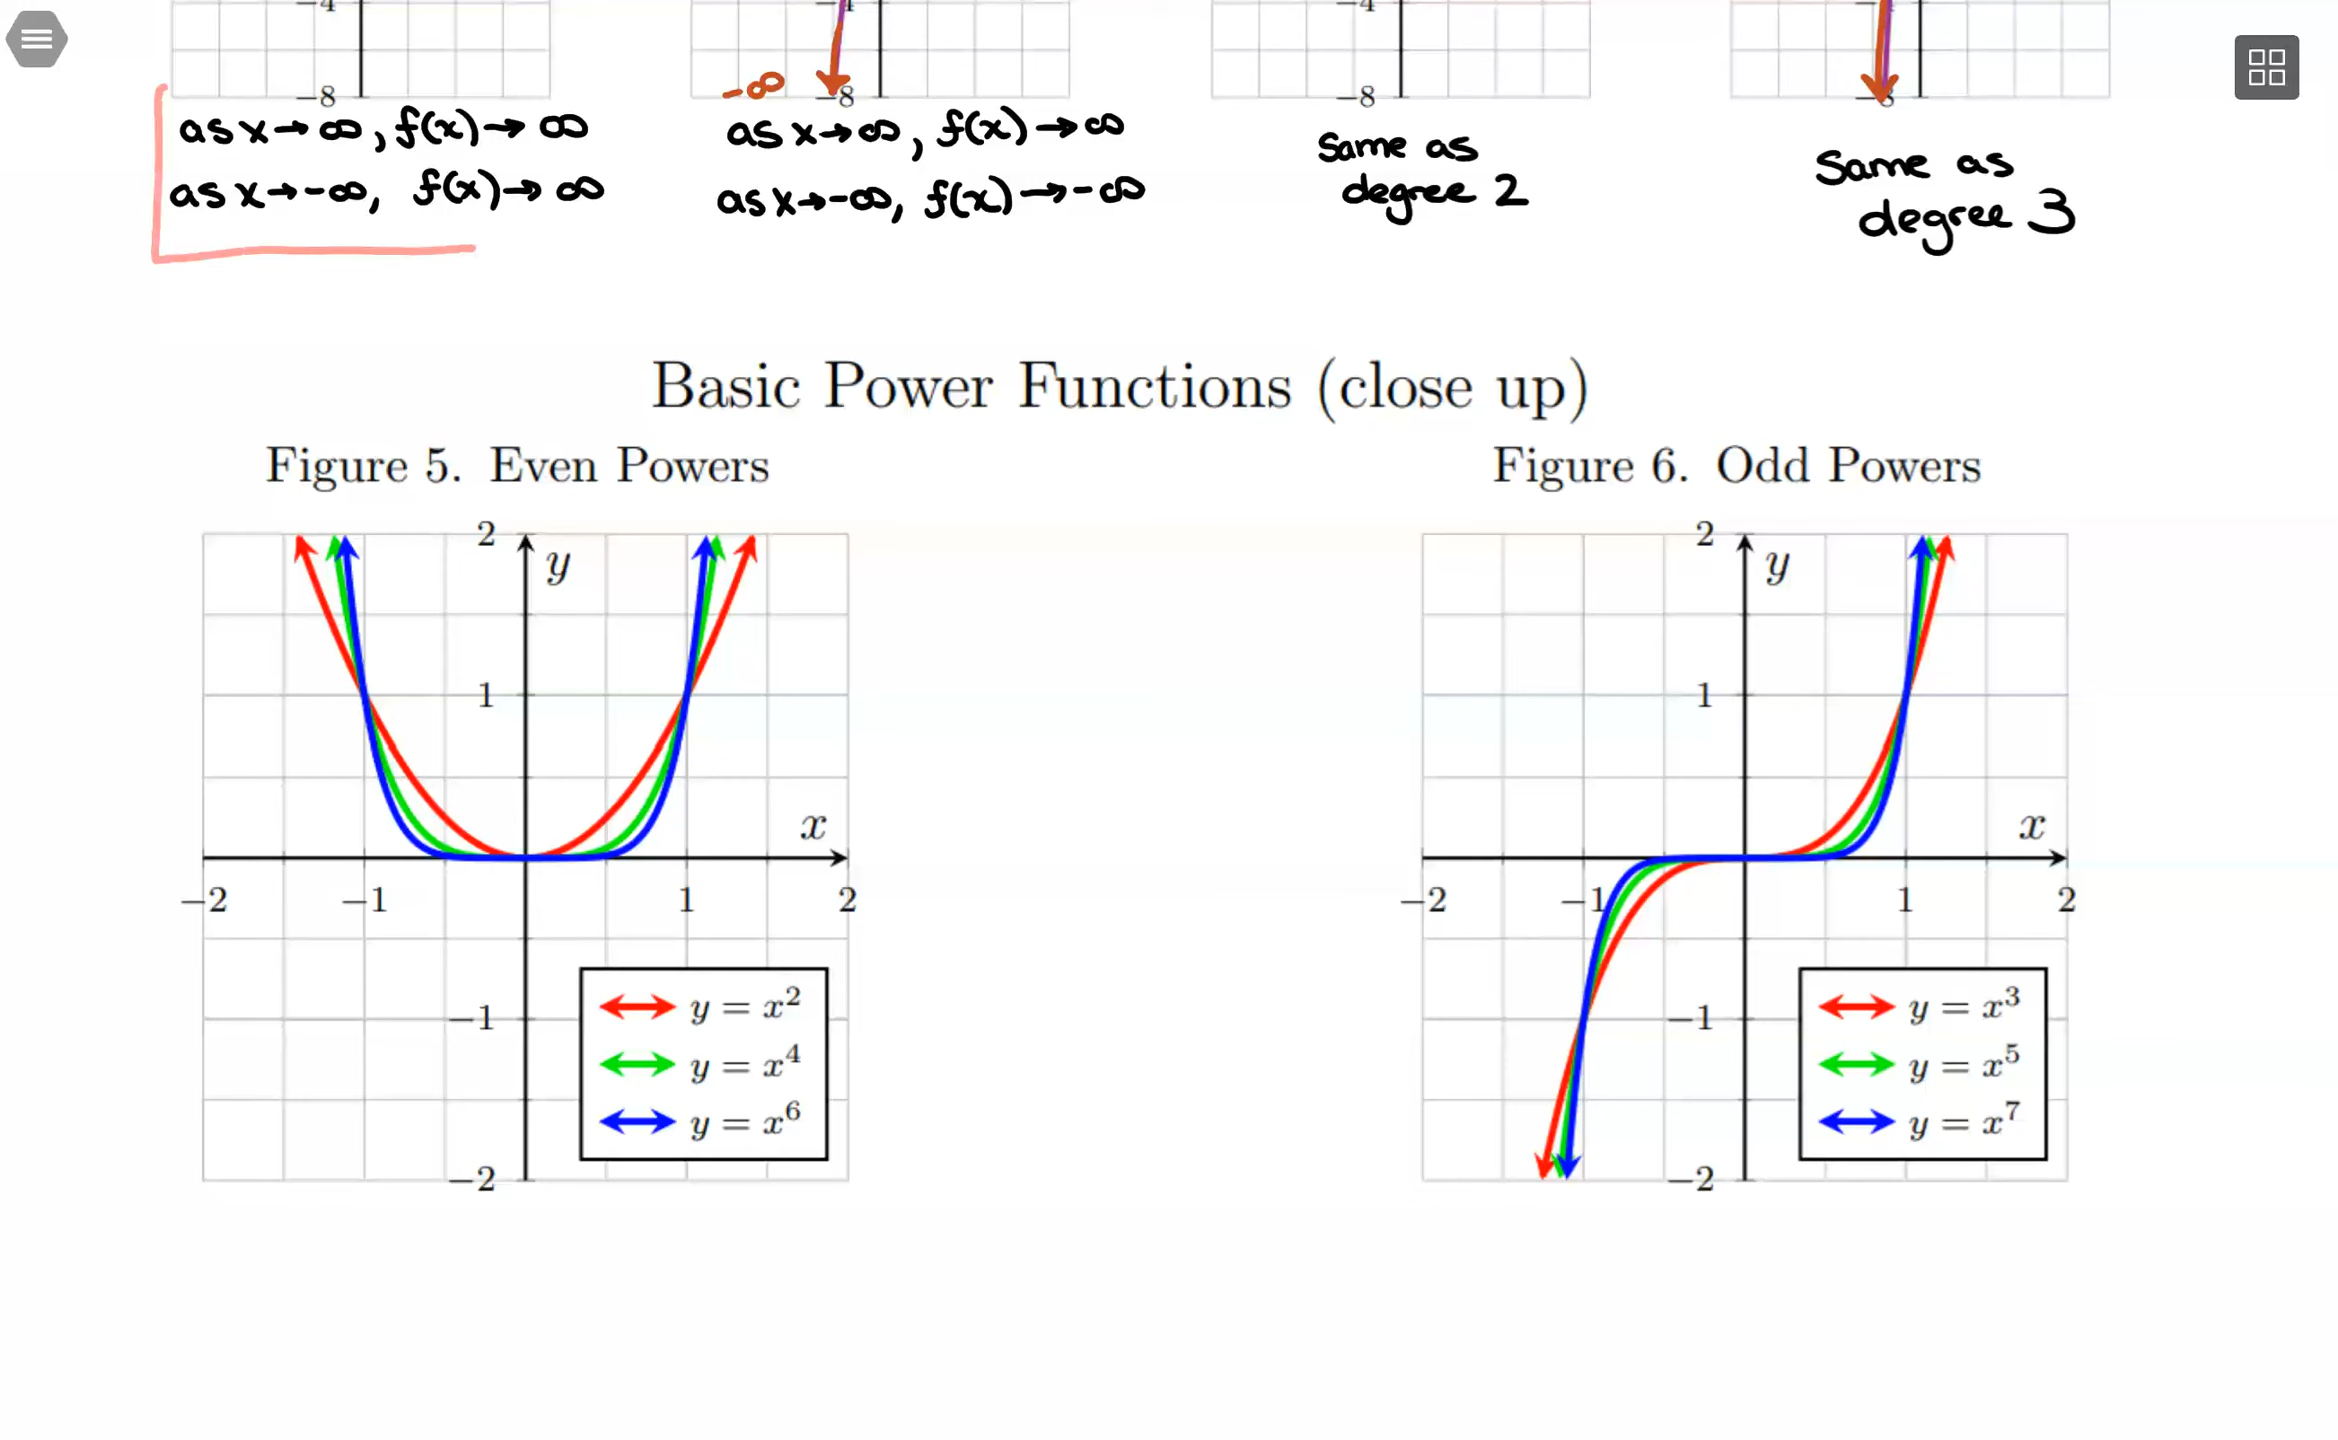 −4 −4 −4
−8 −8 −8 −8
-∞
as x→∞, f(x)→∞
as x→-∞, f(x)→∞
as x→∞, f(x)→∞
as x→-∞, f(x)→-∞
Same as
degree 2
Same as
degree 3
Basic Power Functions (close up)
Figure 5. Even Powers
2
y
1
x
−2 −1 1 2
−1
−2
y = x²
y = x⁴
y = x⁶
Figure 6. Odd Powers
2
y
1
x
−2 −1 1 2
−1
−2
y = x³
y = x⁵
y = x⁷